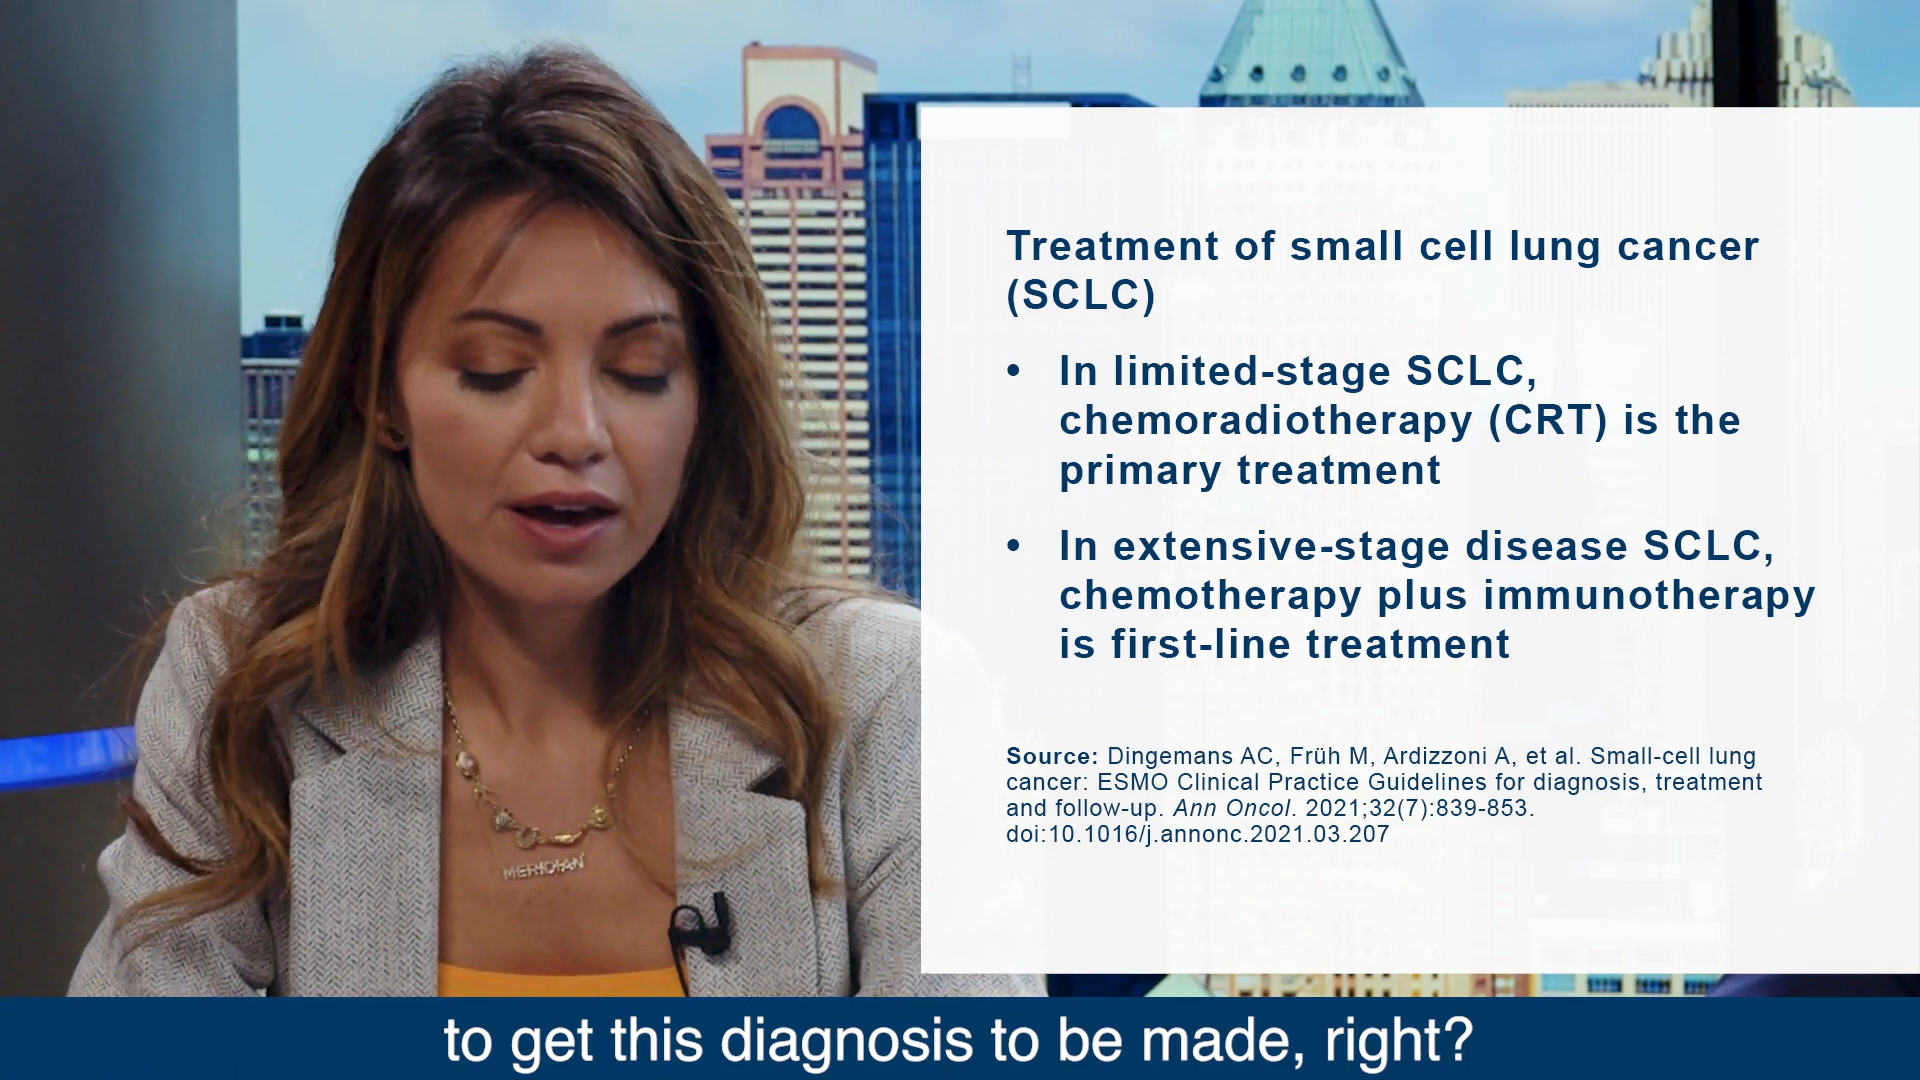 Treatment of small cell lung cancer
(SCLC)
• In limited-stage SCLC,
chemoradiotherapy (CRT) is the
primary treatment
• In extensive-stage disease SCLC,
chemotherapy plus immunotherapy
is first-line treatment
Source: Dingemans AC, Früh M, Ardizzoni A, et al. Small-cell lung
cancer: ESMO Clinical Practice Guidelines for diagnosis, treatment
and follow-up. Ann Oncol. 2021;32(7):839-853.
doi:10.1016/j.annonc.2021.03.207
MERIDIAN
to get this diagnosis to be made, right?